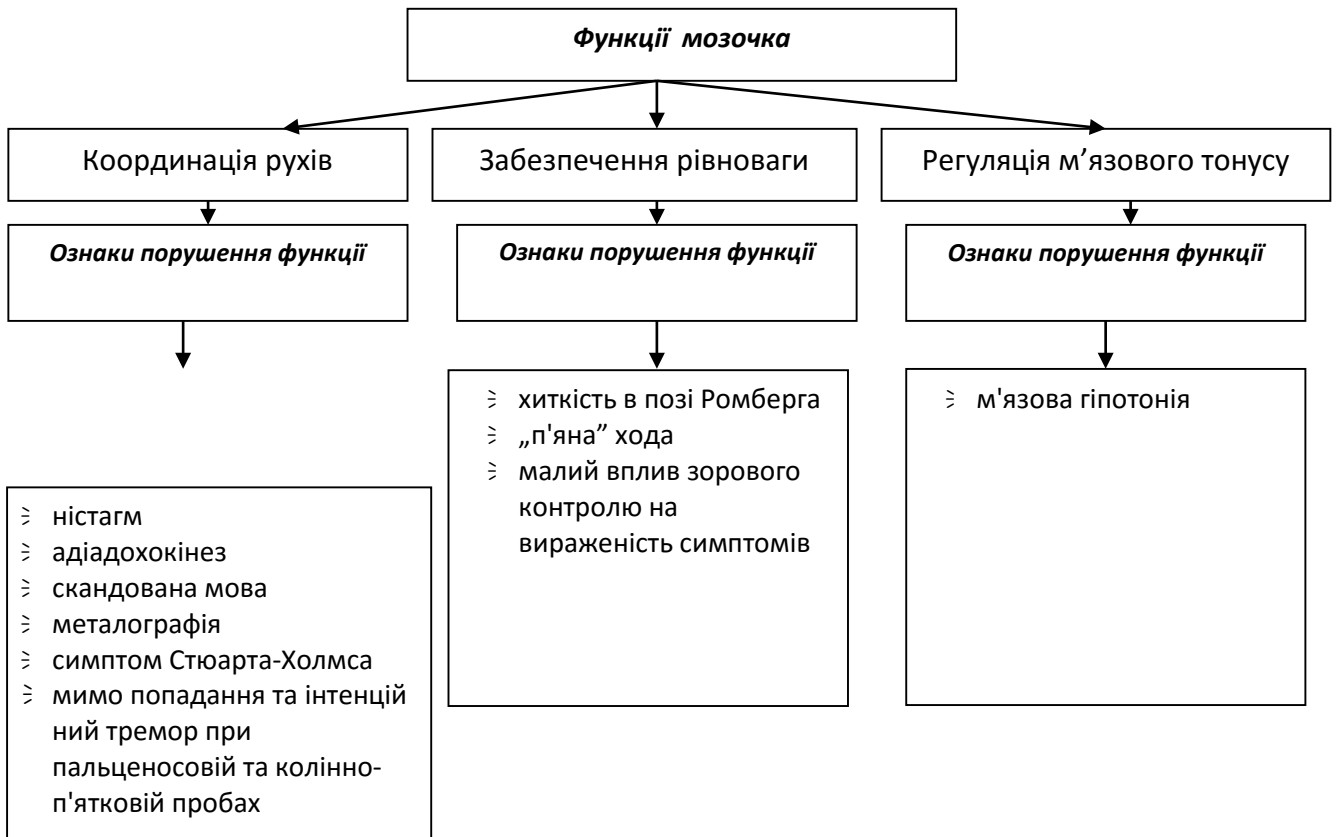 Функції мозочка
Координація рухів
Забезпечення рівноваги
Регуляція м’язового тонусу
Ознаки порушення функції
Ознаки порушення функції
Ознаки порушення функції
хиткість в позі Ромберга
„п'яна” хода
малий вплив зорового
контролю на
вираженість симптомів
м'язова гіпотонія
ністагм
адіадохокінез
скандована мова
металографія
симптом Стюарта-Холмса
мимо попадання та інтенцій
ний тремор при
пальценосовій та колінно-
п'ятковій пробах